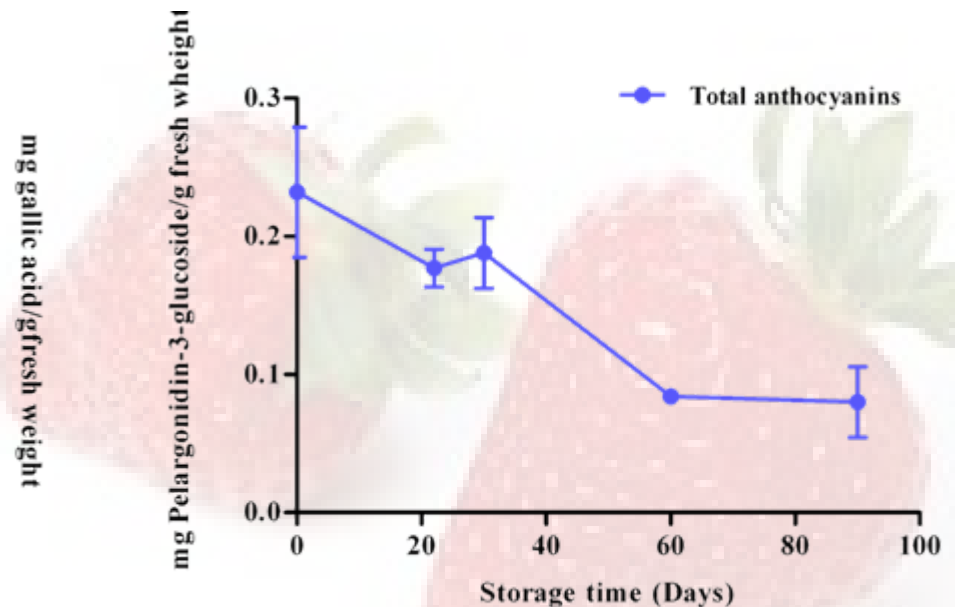 mg gallic acid/gfresh weight
mg Pelargonidin-3-glucoside/g fresh wheight
0.3
0.2
0.1
0.0
Total anthocyanins
0 20 40 60 80 100
Storage time (Days)